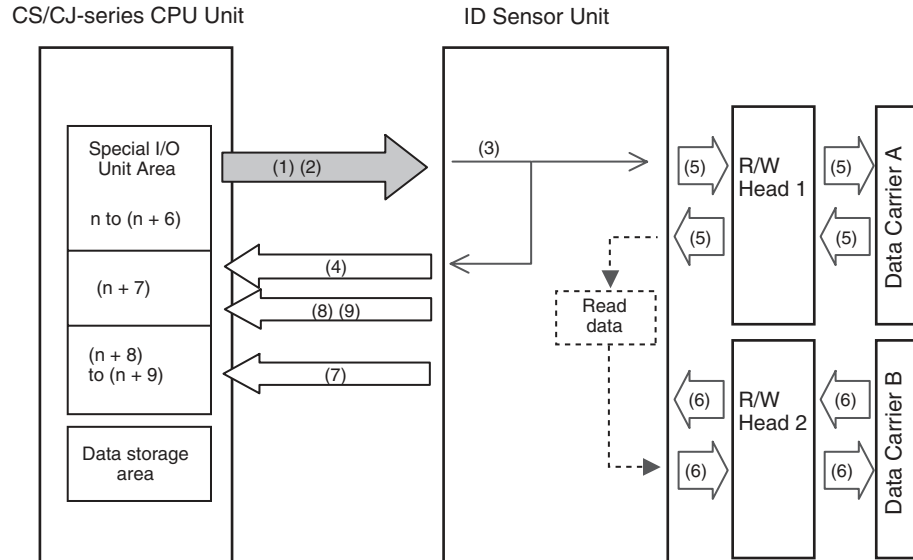 CS/CJ-series CPU Unit
ID Sensor Unit
Special I/O
Unit Area
n to (n + 6)
(n + 7)
(n + 8)
to (n + 9)
Data storage
area
(1) (2)
(4)
(8) (9)
(7)
(3)
Read
data
(5)
(5)
(6)
(6)
R/W
Head 1
R/W
Head 2
(5)
(5)
(6)
(6)
Data Carrier A
Data Carrier B